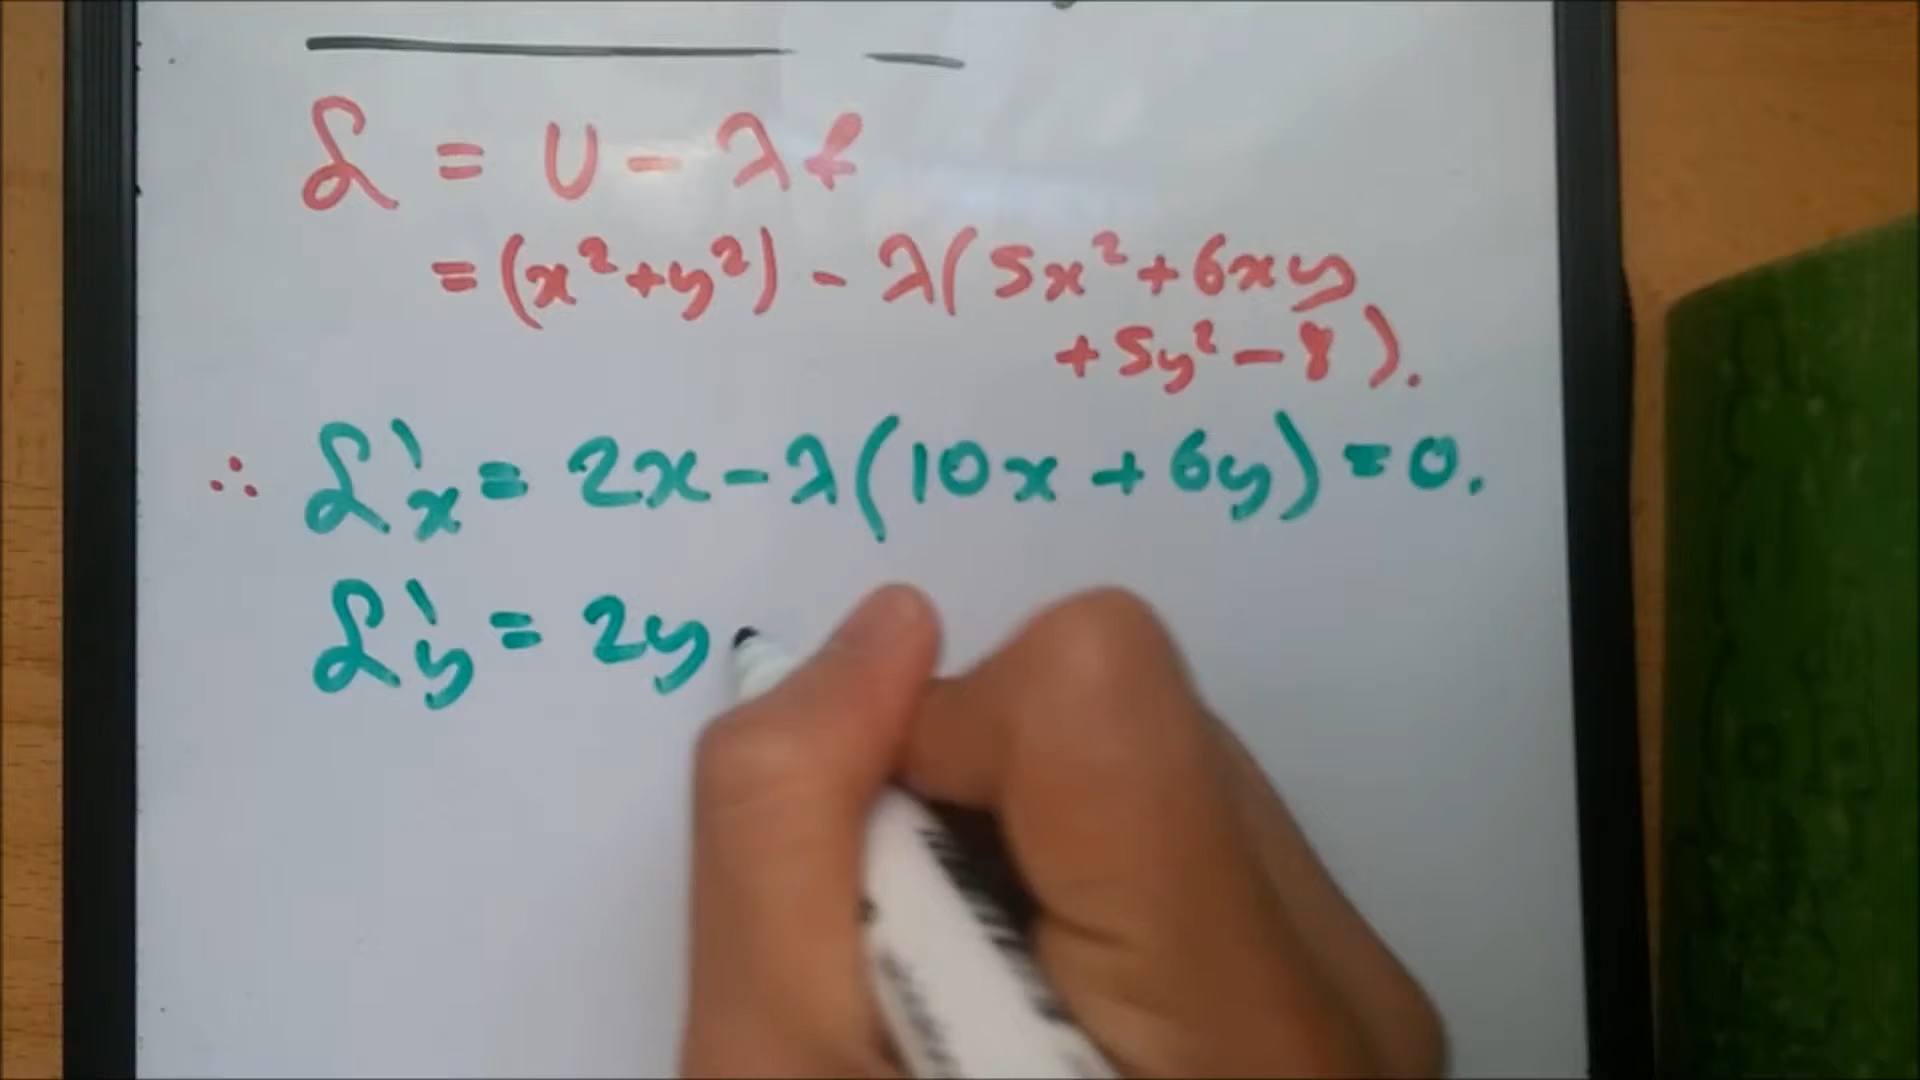 ℒ = U - λf
= (x² + y²) - λ(5x² + 6xy
+ 5y² - 8).
∴ ℒ'x = 2x - λ(10x + 6y) = 0.
ℒ'y = 2y